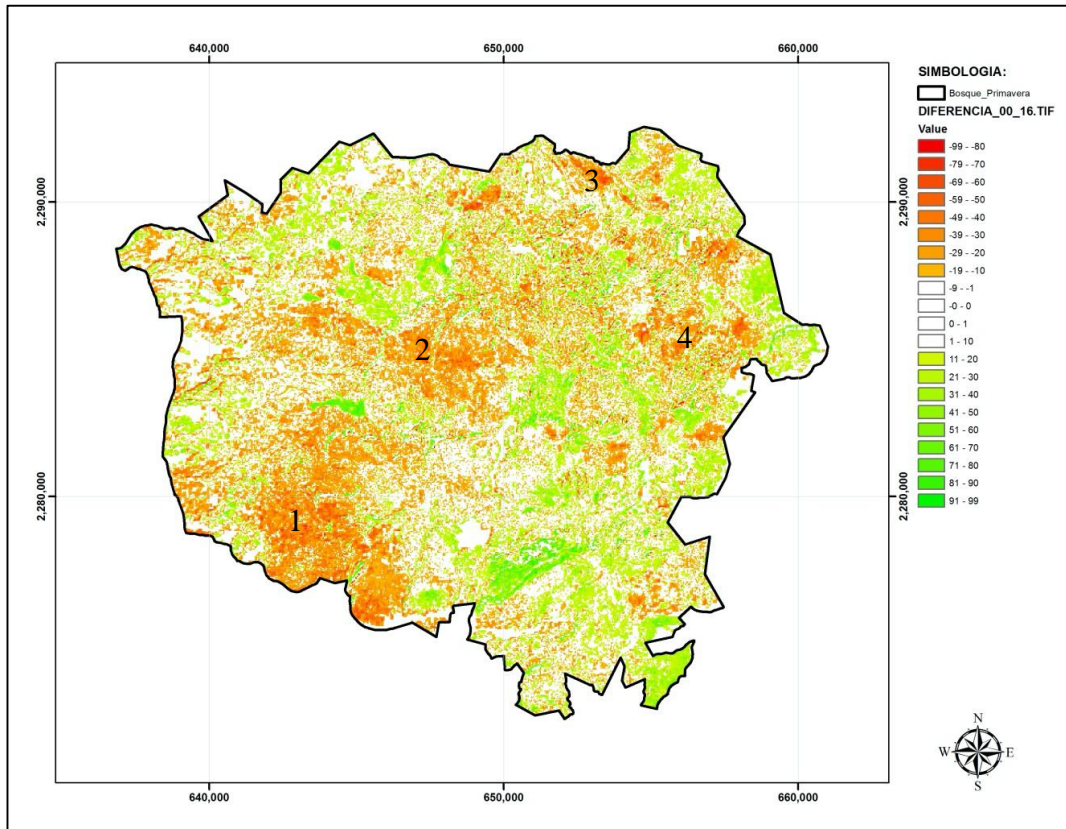 640,000 650,000 660,000
SIMBOLOGIA:
Bosque_Primavera
DIFERENCIA_00_16.TIF
Value
-99 - -80
-79 - -70
-69 - -60
-59 - -50
-49 - -40
-39 - -30
-29 - -20
-19 - -10
-9 - -1
-0 - 0
0 - 1
1 - 10
11 - 20
21 - 30
31 - 40
41 - 50
51 - 60
61 - 70
71 - 80
81 - 90
91 - 99
2,290,000 2,290,000
2,280,000 2,280,000
3
2
4
1
N
W E
S
640,000 650,000 660,000